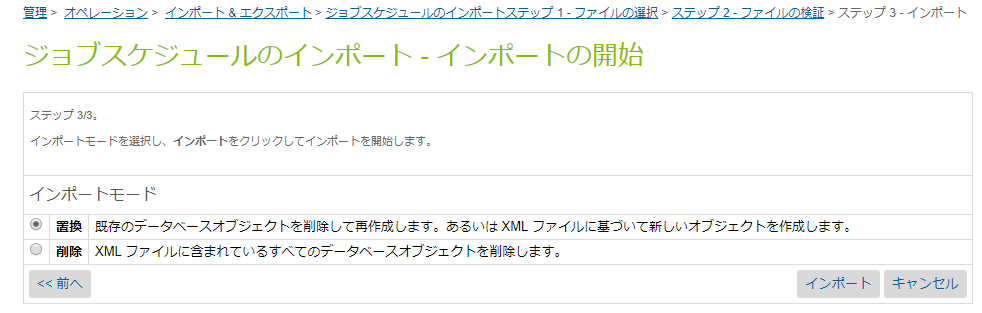 管理 > オペレーション > インポート & エクスポート > ジョブスケジュールのインポートステップ 1 - ファイルの選択 > ステップ 2 - ファイルの検証 > ステップ 3 - インポート
ジョブスケジュールのインポート - インポートの開始
ステップ 3/3。
インポートモードを選択し、インポートをクリックしてインポートを開始します。
インポートモード
置換 既存のデータベースオブジェクトを削除して再作成します。あるいは XML ファイルに基づいて新しいオブジェクトを作成します。
削除 XML ファイルに含まれているすべてのデータベースオブジェクトを削除します。
<< 前へ インポート キャンセル